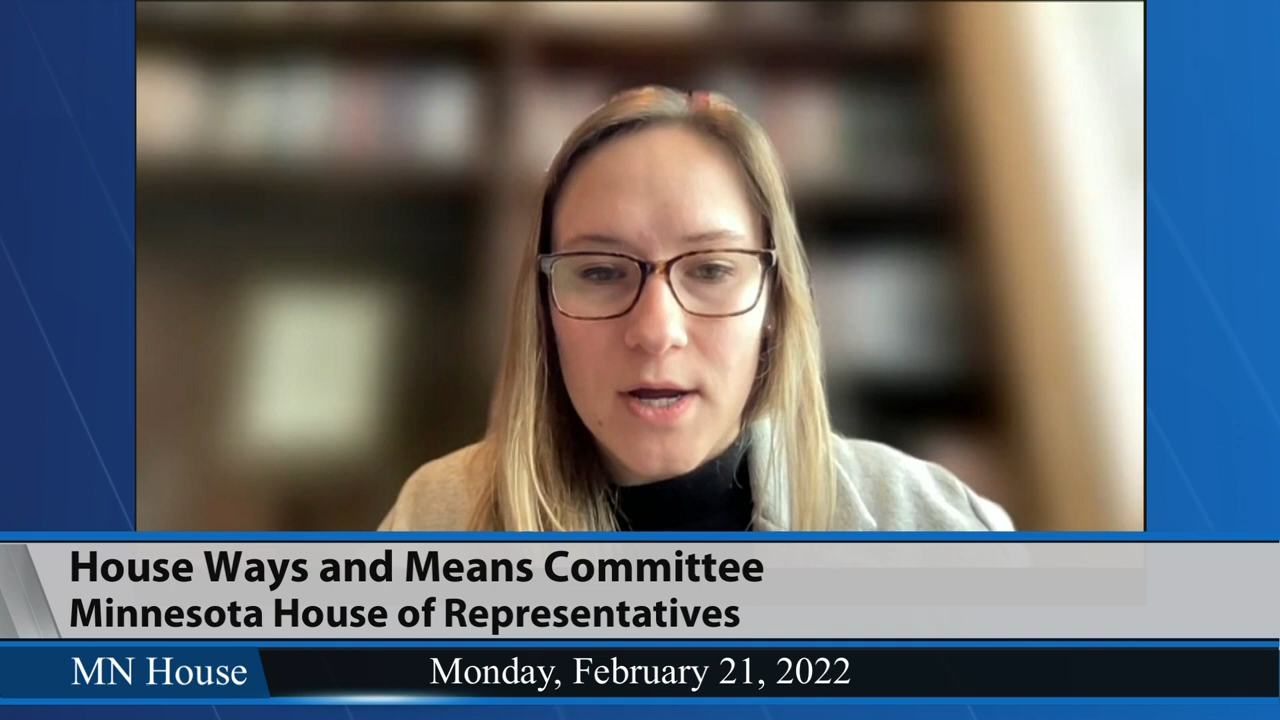 House Ways and Means Committee
Minnesota House of Representatives
MN House
Monday, February 21, 2022